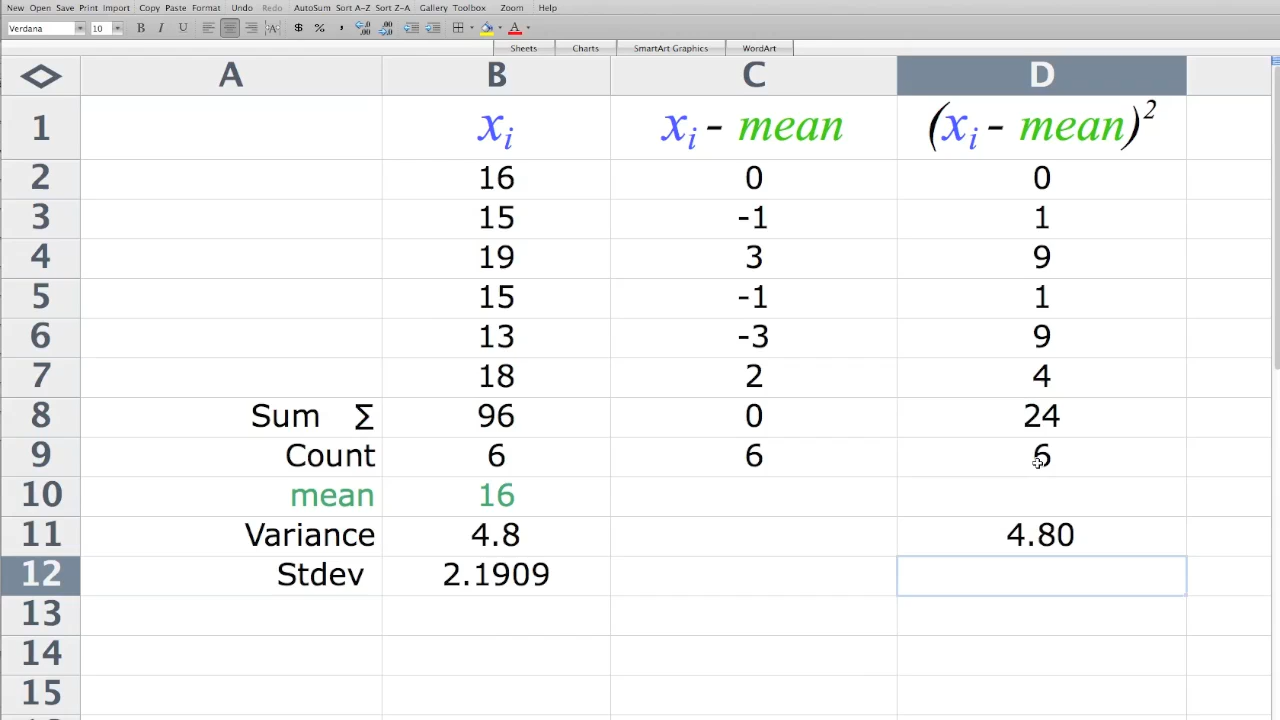 New Open Save Print Import Copy Paste Format Undo Redo AutoSum Sort A-Z Sort Z-A Gallery Toolbox Zoom Help
Verdana 10 B I U $ % ,
Sheets Charts SmartArt Graphics WordArt
A B C D
1 xᵢ xᵢ - mean (xᵢ - mean)²
2 16 0 0
3 15 -1 1
4 19 3 9
5 15 -1 1
6 13 -3 9
7 18 2 4
8 Sum Σ 96 0 24
9 Count 6 6 6
10 mean 16
11 Variance 4.8 4.80
12 Stdev 2.1909
13
14
15